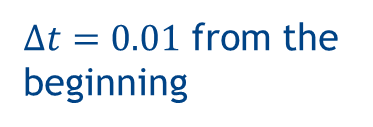 Δt = 0.01 from the
beginning